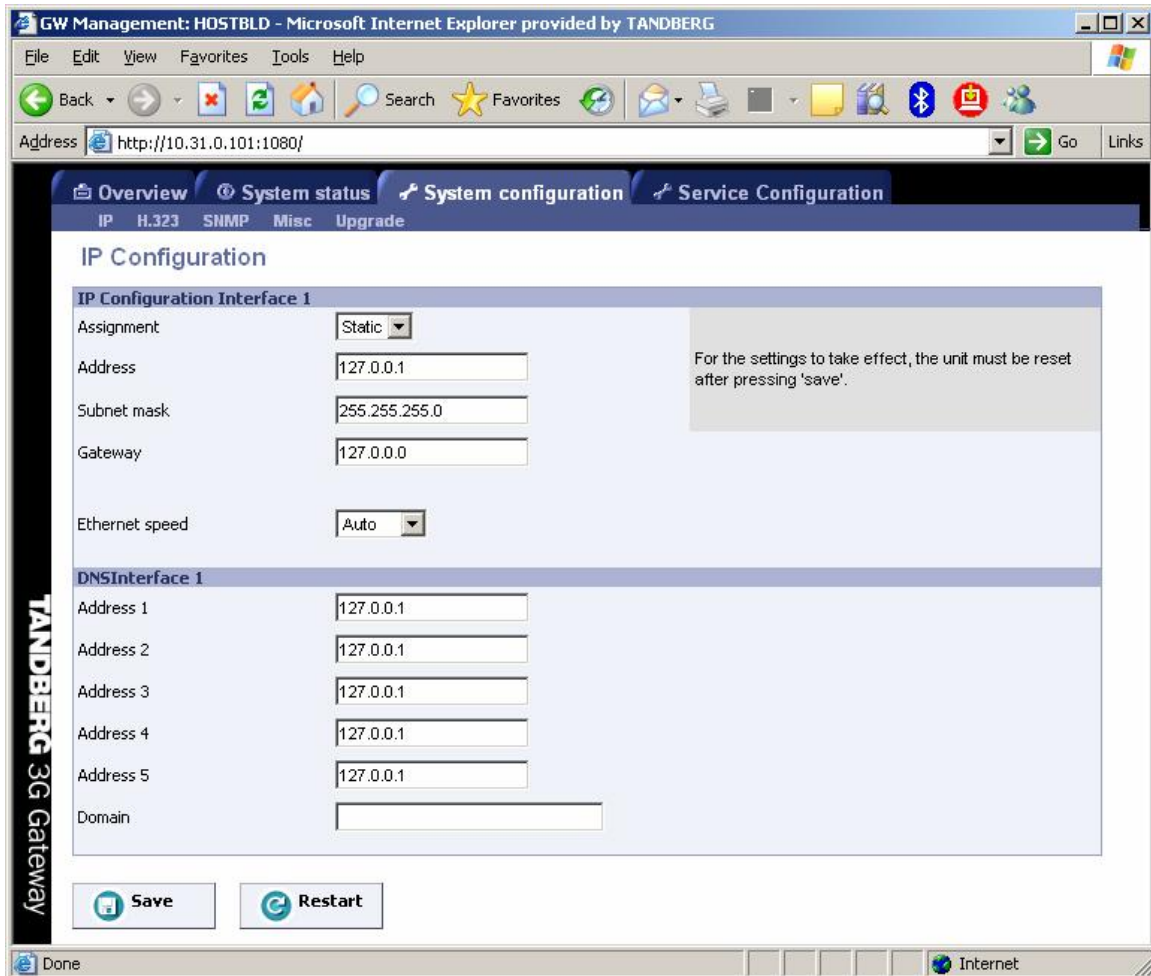 GW Management: HOSTBLD - Microsoft Internet Explorer provided by TANDBERG
File Edit View Favorites Tools Help
Back Search Favorites
Address http://10.31.0.101:1080/ Go Links
Overview System status System configuration Service Configuration
IP H.323 SNMP Misc Upgrade
IP Configuration
IP Configuration Interface 1
Assignment Static
For the settings to take effect, the unit must be reset
after pressing 'save'.
Address 127.0.0.1
Subnet mask 255.255.255.0
Gateway 127.0.0.0
Ethernet speed Auto
DNSInterface 1
Address 1 127.0.0.1
Address 2 127.0.0.1
Address 3 127.0.0.1
Address 4 127.0.0.1
Address 5 127.0.0.1
Domain
TANDBERG 3G Gateway
Save Restart
Done Internet